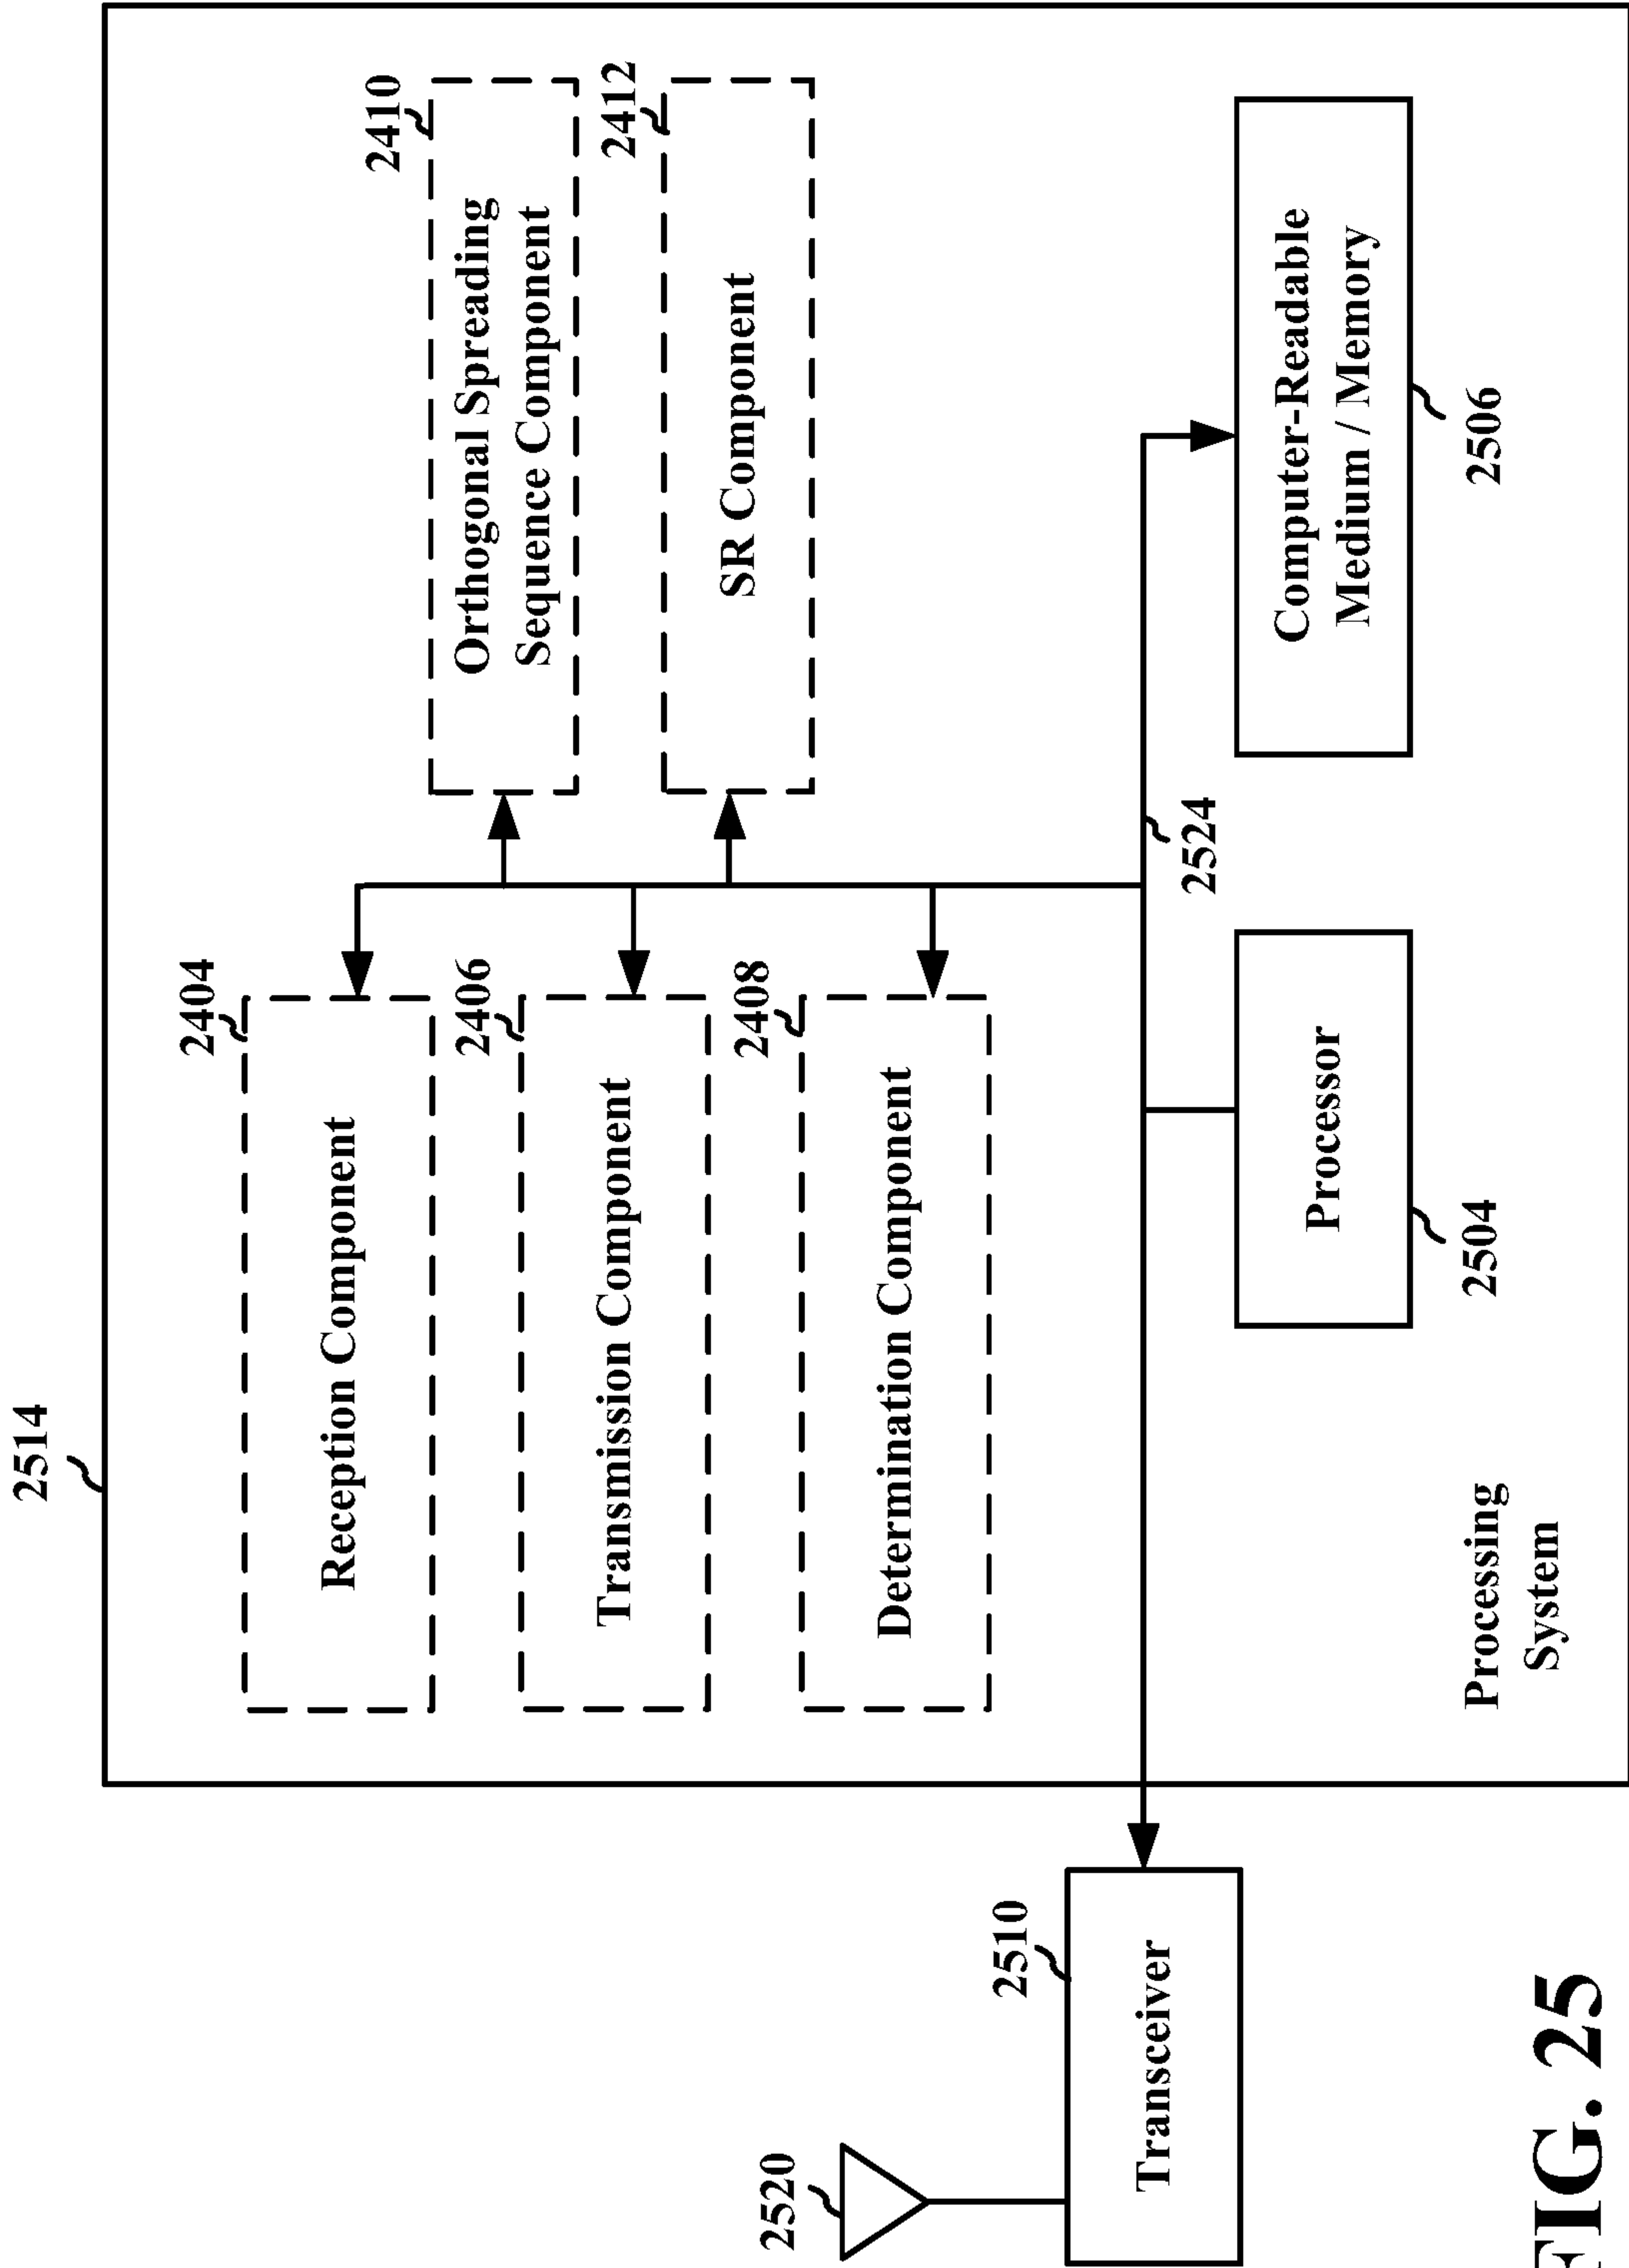 2514
2404
Reception Component
2406
Transmission Component
2408
Determination Component
2410
Orthogonal Spreading
Sequence Component
2412
SR Component
2524
Processor
2504
Computer-Readable
Medium / Memory
2506
Processing
System
2520
2510
Transceiver
FIG. 25